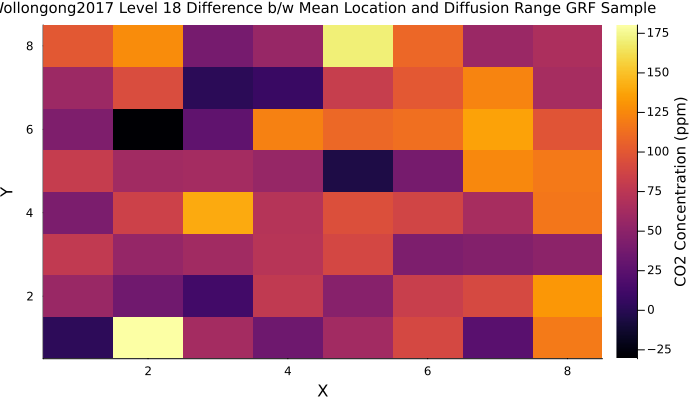 Wollongong2017 Level 18 Difference b/w Mean Location and Diffusion Range GRF Sample
8
6
4
2
Y
2 4 6 8
X
175
150
125
100
75
50
25
0
−25
CO2 Concentration (ppm)